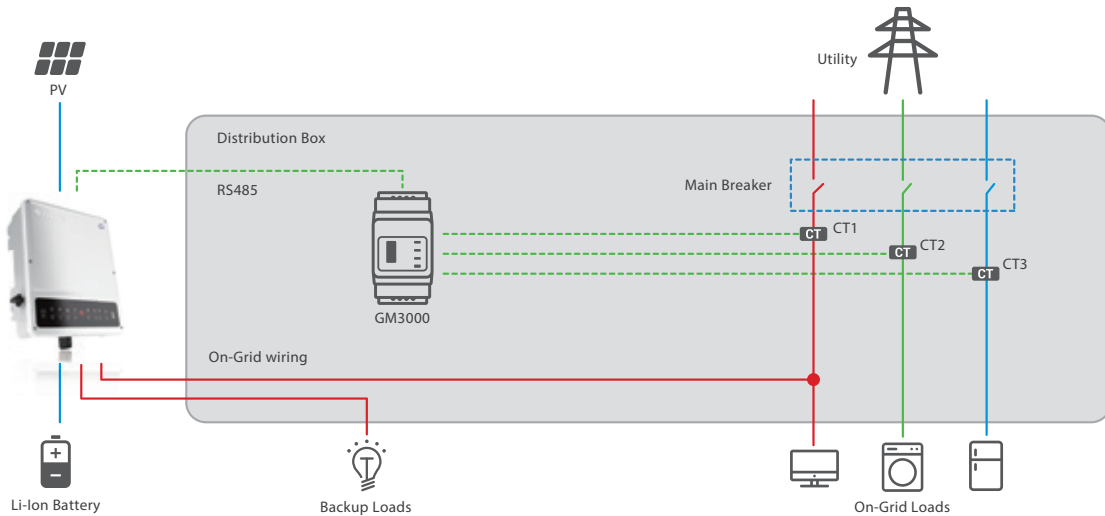 Utility
PV
Distribution Box
RS485
Main Breaker
CT CT1
CT CT2
CT CT3
GM3000
On-Grid wiring
Li-Ion Battery
Backup Loads
On-Grid Loads